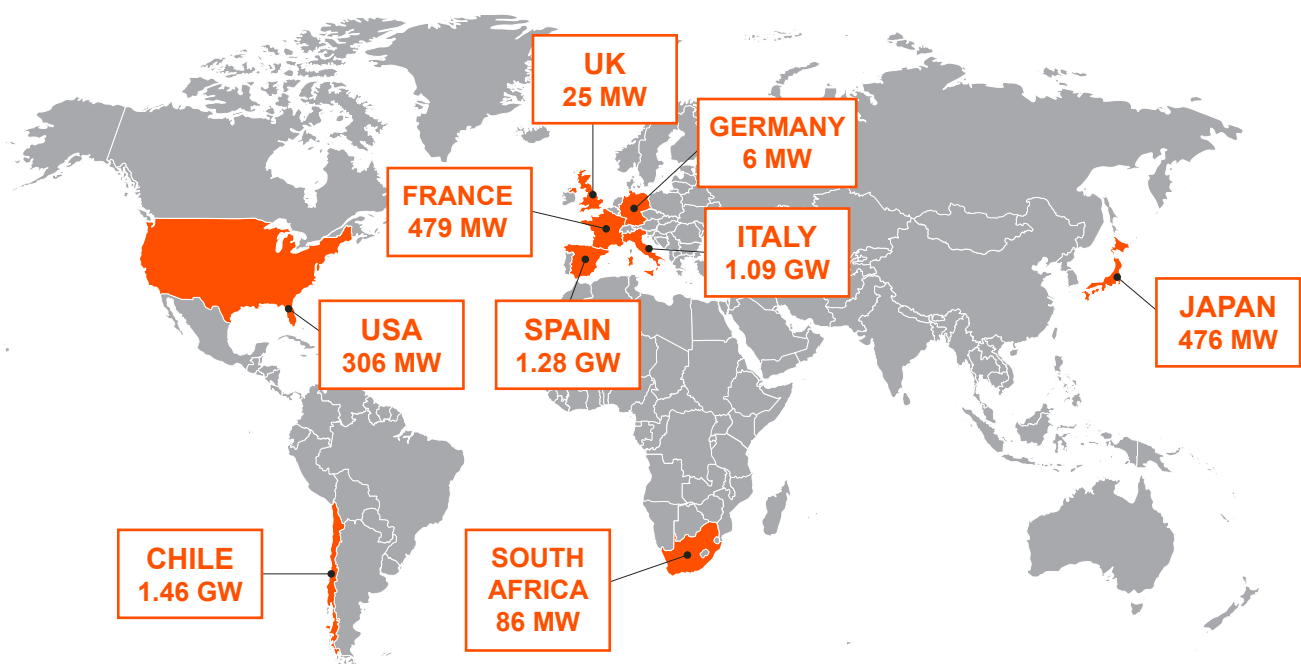 UK
25 MW
GERMANY
6 MW
FRANCE
479 MW
ITALY
1.09 GW
USA
306 MW
SPAIN
1.28 GW
JAPAN
476 MW
CHILE
1.46 GW
SOUTH
AFRICA
86 MW